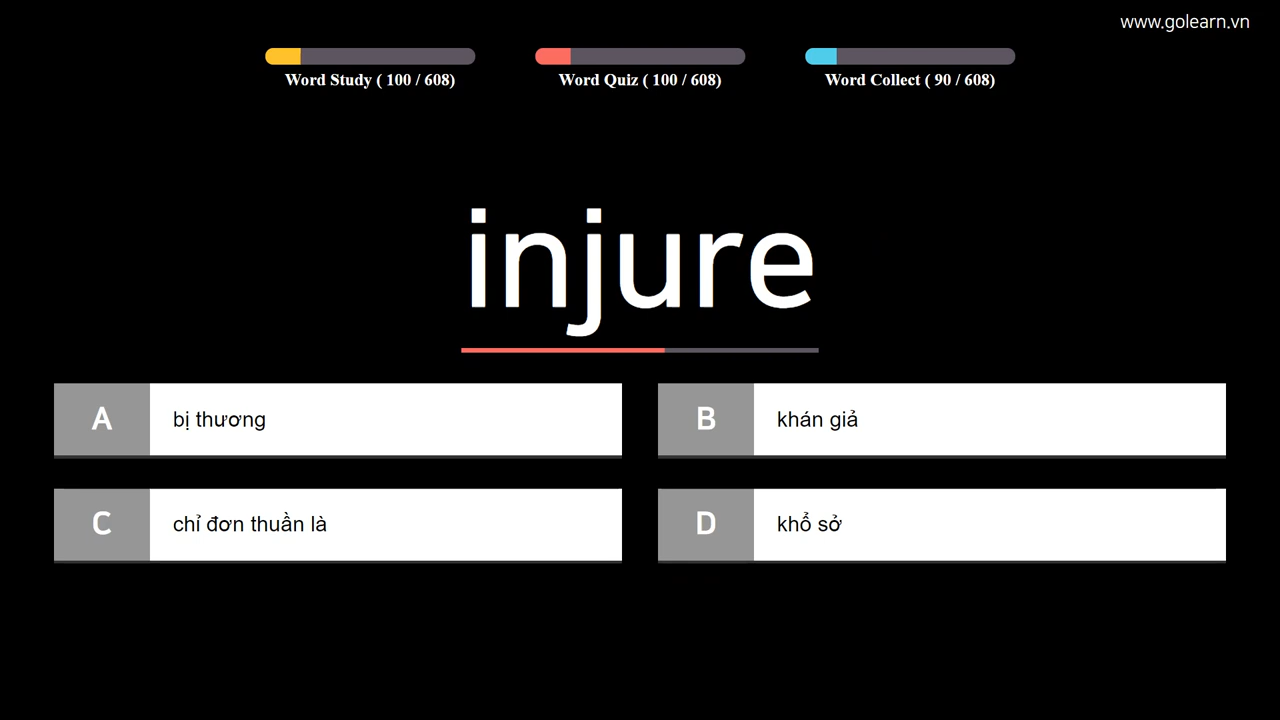 www.golearn.vn
Word Study ( 100 / 608)
Word Quiz ( 100 / 608)
Word Collect ( 90 / 608)
injure
A bị thương
B khán giả
C chỉ đơn thuần là
D khổ sở